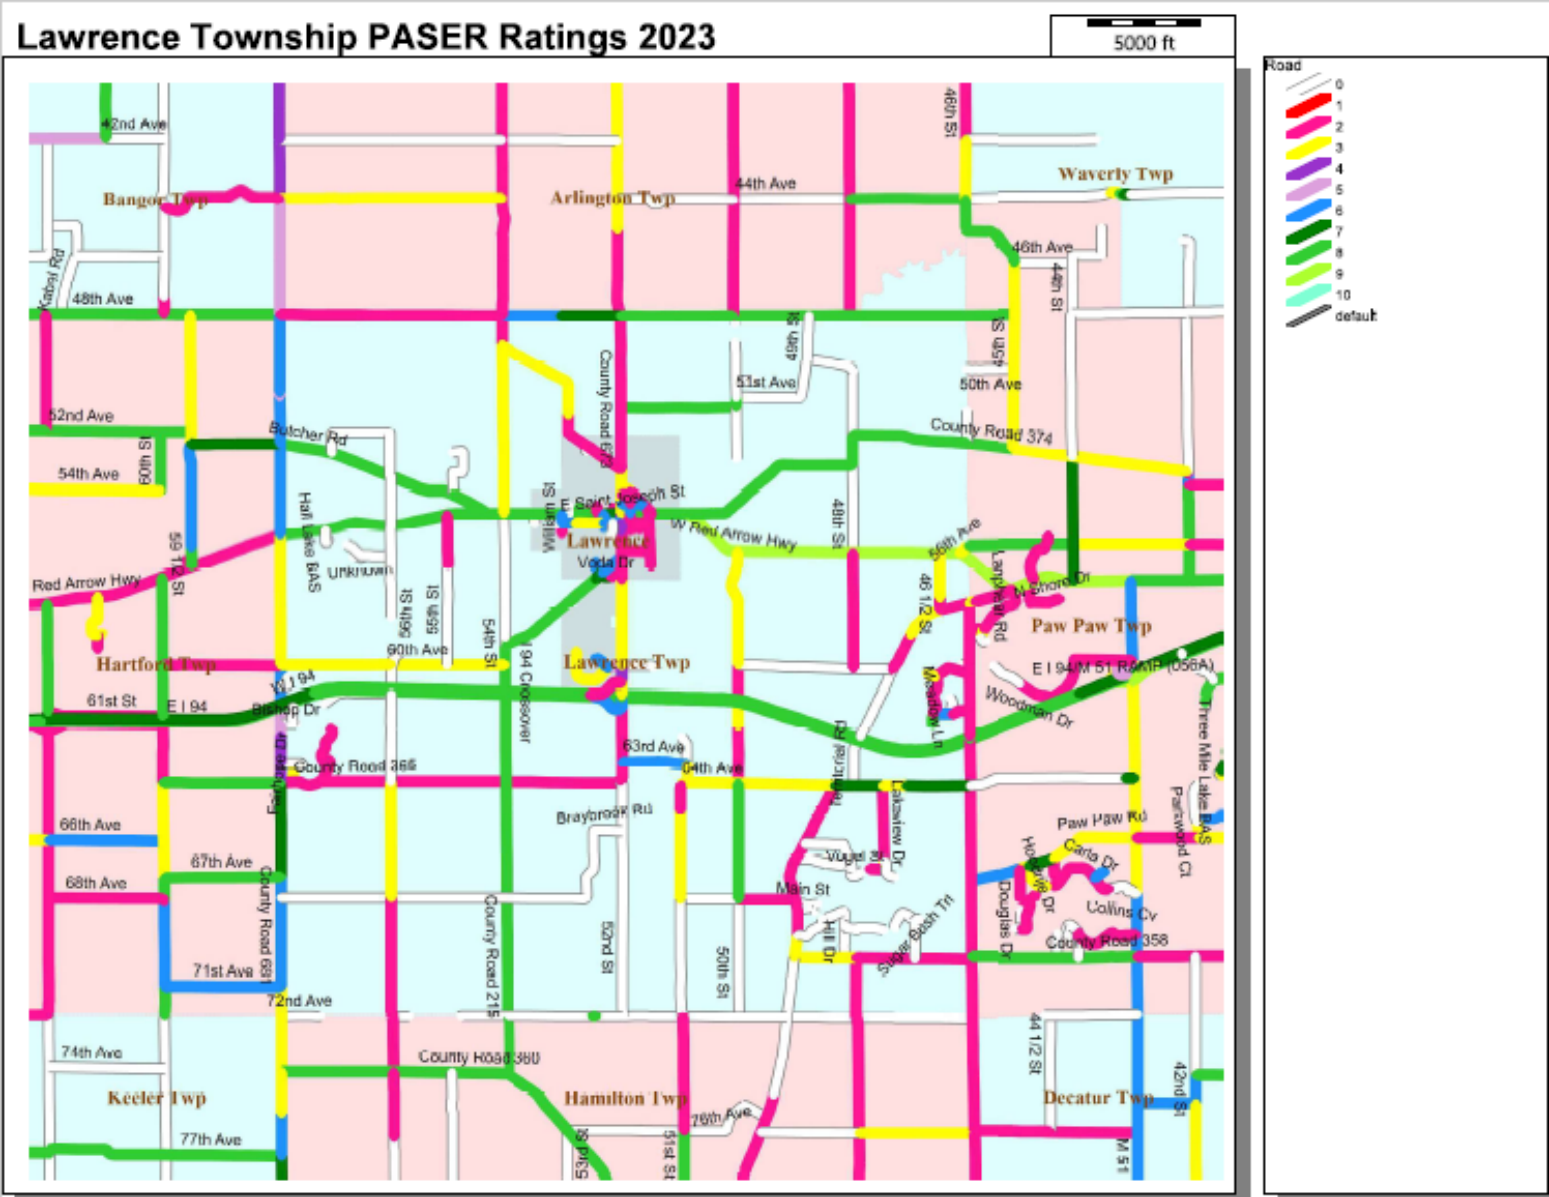 Lawrence Township PASER Ratings 2023
5000 ft
Road
0
1
2
3
4
5
6
7
8
9
10
default
42nd Ave
46th St
Waverly Twp
Bangor Twp
Arlington Twp
44th Ave
46th Ave
44th St
Kabal Rd
48th Ave
49th St
45th St
County Road 673
51st Ave
50th Ave
52nd Ave
Butcher Rd
County Road 374
60th St
54th Ave
Hall Lake BAS
William St
E Saint Joseph St
48th St
W Red Arrow Hwy
56th Ave
Lawrence
59 1/2 St
Unknown
Voda Dr
Red Arrow Hwy
56th St
55th St
46 1/2 St
N Shore Dr
54th St
Paw Paw Twp
60th Ave
Hartford Twp
Lawrence Twp
E I 94/M 51 RAMP (056A)
W I 94
I 94 Crossover
Meadow Ln
Woodman Dr
61st St
E I 94
Bishop Dr
Three Mile Lake BAS
63rd Ave
Territorial Rd
County Road 366
64th Ave
Lakeview Dr
Braybrook Rd
Paw Paw Rd
Parkwood Ct
66th Ave
67th Ave
Vogel St
Carla Dr
68th Ave
Main St
County Road 681
County Road 215
Hill Dr
Sugar Bush Trl
Douglas Dr
Collins Cv
County Road 358
52nd St
50th St
71st Ave
72nd Ave
44 1/2 St
74th Ave
County Road 360
42nd St
Keeler Twp
Hamilton Twp
Decatur Twp
76th Ave
77th Ave
53rd St
51st St
M 51